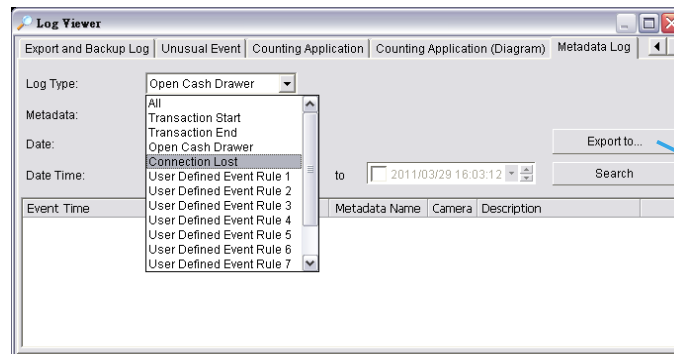 Log Viewer
Export and Backup Log Unusual Event Counting Application Counting Application (Diagram) Metadata Log
Log Type: Open Cash Drawer
All
Metadata: Transaction Start
Transaction End
Date: Open Cash Drawer Export to...
Connection Lost
Date Time: User Defined Event Rule 1 to 2011/03/29 16:03:12 Search
User Defined Event Rule 2
User Defined Event Rule 3
Event Time Metadata Name Camera Description
User Defined Event Rule 4
User Defined Event Rule 5
User Defined Event Rule 6
User Defined Event Rule 7